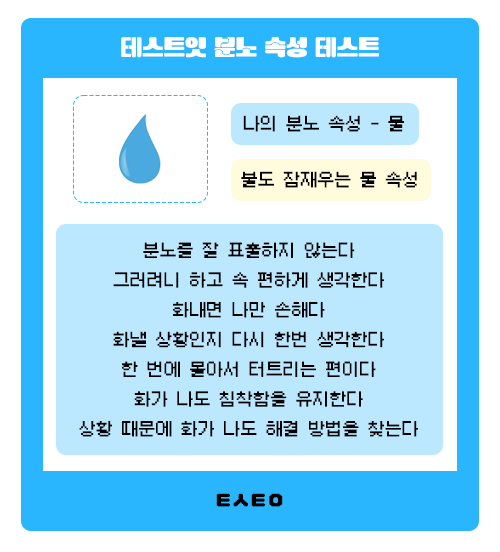 테스트잇 분노 속성 테스트
나의 분노 속성 - 물
불도 잠재우는 물 속성
분노를 잘 표출하지 않는다
그러려니 하고 속 편하게 생각한다
화내면 나만 손해다
화낼 상황인지 다시 한번 생각한다
한 번에 몰아서 터트리는 편이다
화가 나도 침착함을 유지한다
상황 때문에 화가 나도 해결 방법을 찾는다
ㅌㅅㅌㅇ